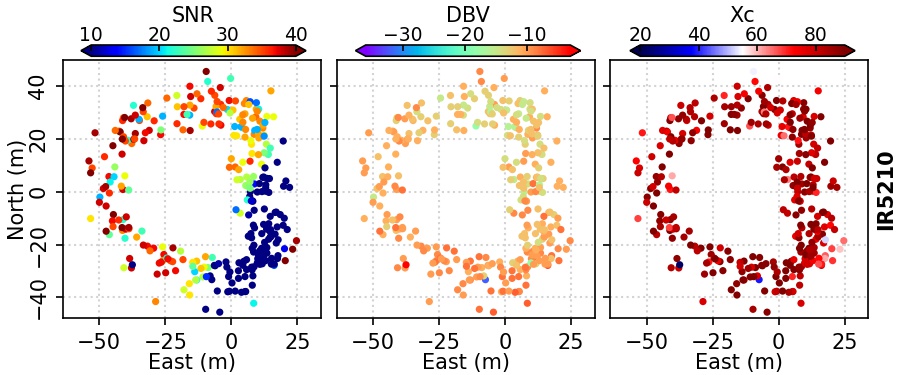 SNR DBV Xc
10 20 30 40 −30 −20 −10 20 40 60 80
40
20
0
−20
−40
North (m)
IR5210
−50 −25 0 25 −50 −25 0 25 −50 −25 0 25
East (m) East (m) East (m)